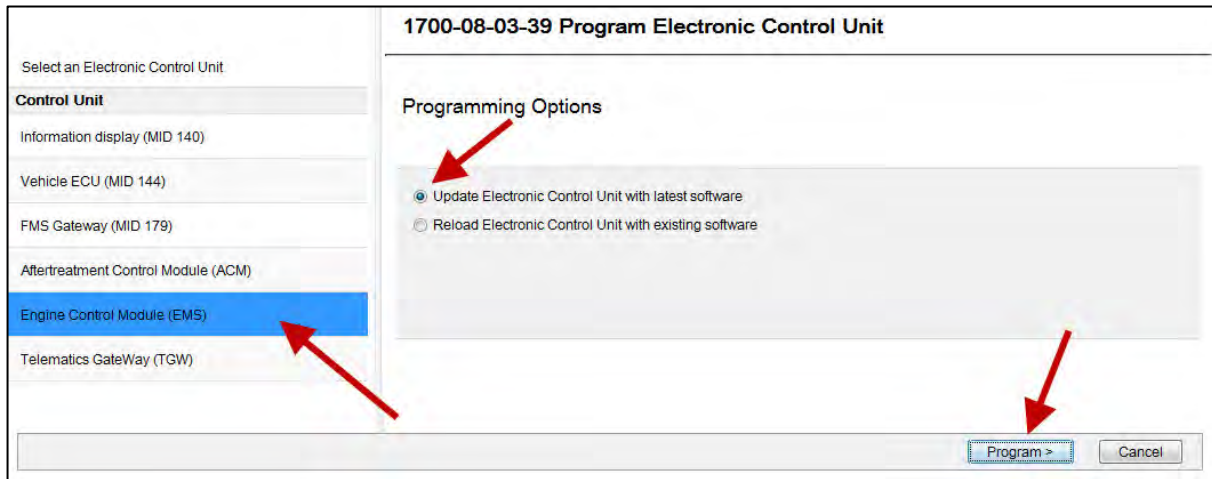 1700-08-03-39 Program Electronic Control Unit
Select an Electronic Control Unit
Control Unit
Information display (MID 140)
Vehicle ECU (MID 144)
FMS Gateway (MID 179)
Aftertreatment Control Module (ACM)
Engine Control Module (EMS)
Telematics GateWay (TGW)
Programming Options
Update Electronic Control Unit with latest software
Reload Electronic Control Unit with existing software
Program >
Cancel